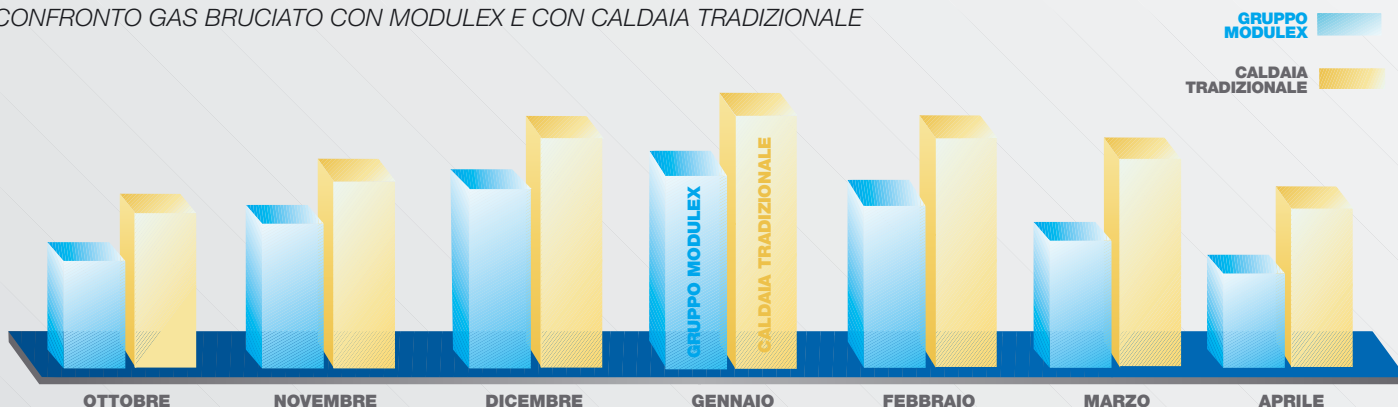 CONFRONTO GAS BRUCIATO CON MODULEX E CON CALDAIA TRADIZIONALE
GRUPPO
MODULEX
CALDAIA
TRADIZIONALE
GRUPPO MODULEX
CALDAIA TRADIZIONALE
OTTOBRE NOVEMBRE DICEMBRE GENNAIO FEBBRAIO MARZO APRILE